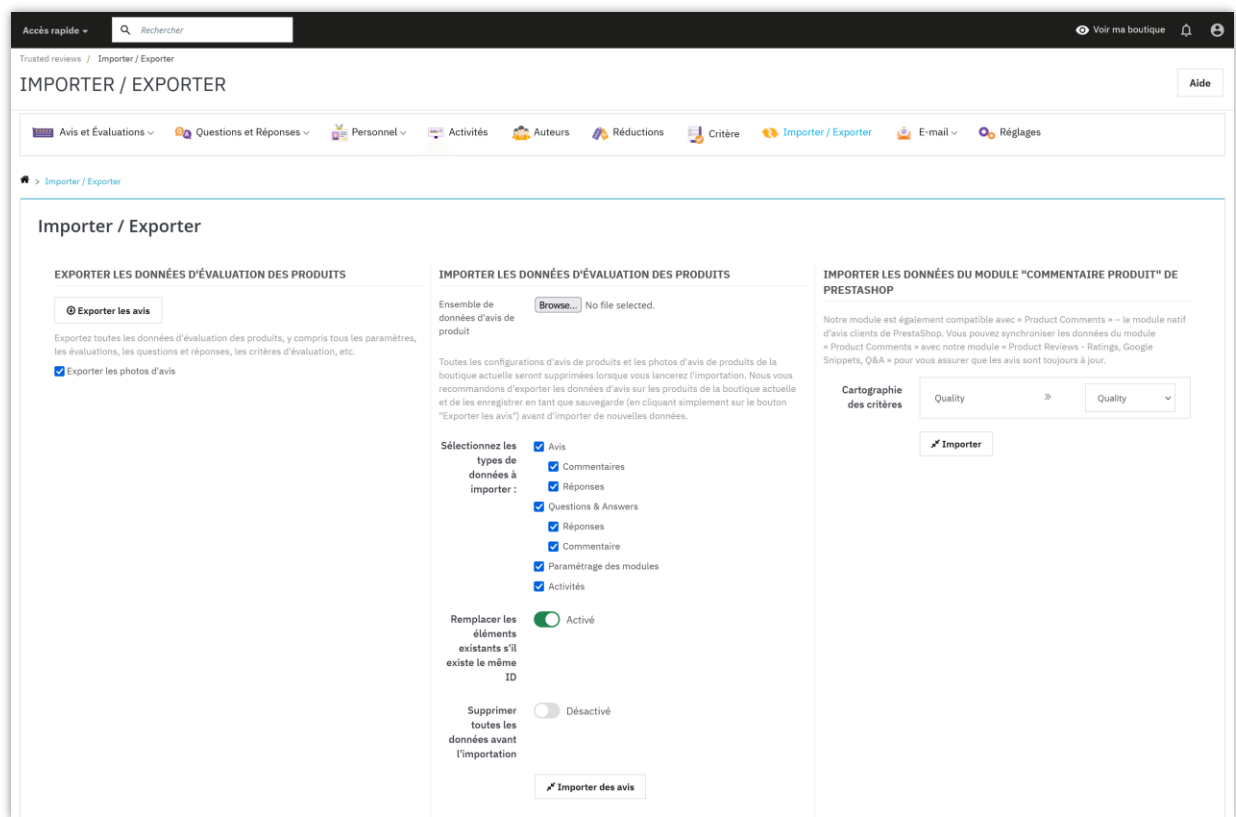 Accès rapide
Rechercher
Voir ma boutique
Trusted reviews / Importer / Exporter
IMPORTER / EXPORTER
Aide
Avis et Évaluations
Questions et Réponses
Personnel
Activités
Auteurs
Réductions
Critère
Importer / Exporter
E-mail
Réglages
> Importer / Exporter
Importer / Exporter
EXPORTER LES DONNÉES D'ÉVALUATION DES PRODUITS
Exporter les avis
Exportez toutes les données d'évaluation des produits, y compris tous les paramètres,
les évaluations, les questions et réponses, les critères d'évaluation, etc.
Exporter les photos d'avis
IMPORTER LES DONNÉES D'ÉVALUATION DES PRODUITS
Ensemble de
données d'avis de
produit
Browse... No file selected.
Toutes les configurations d'avis de produits et les photos d'avis de produits de la
boutique actuelle seront supprimées lorsque vous lancerez l'importation. Nous vous
recommandons d'exporter les données d'avis sur les produits de la boutique actuelle
et de les enregistrer en tant que sauvegarde (en cliquant simplement sur le bouton
"Exporter les avis") avant d'importer de nouvelles données.
Sélectionnez les
types de
données à
importer :
Avis
Commentaires
Réponses
Questions & Answers
Réponses
Commentaire
Paramétrage des modules
Activités
Remplacer les
éléments
existants s'il
existe le même
ID
Activé
Supprimer
toutes les
données avant
l'importation
Désactivé
Importer des avis
IMPORTER LES DONNÉES DU MODULE "COMMENTAIRE PRODUIT" DE
PRESTASHOP
Notre module est également compatible avec « Product Comments » – le module natif
d'avis clients de PrestaShop. Vous pouvez synchroniser les données du module
« Product Comments » avec notre module « Product Reviews - Ratings, Google
Snippets, Q&A » pour vous assurer que les avis sont toujours à jour.
Cartographie
des critères
Quality » Quality
Importer